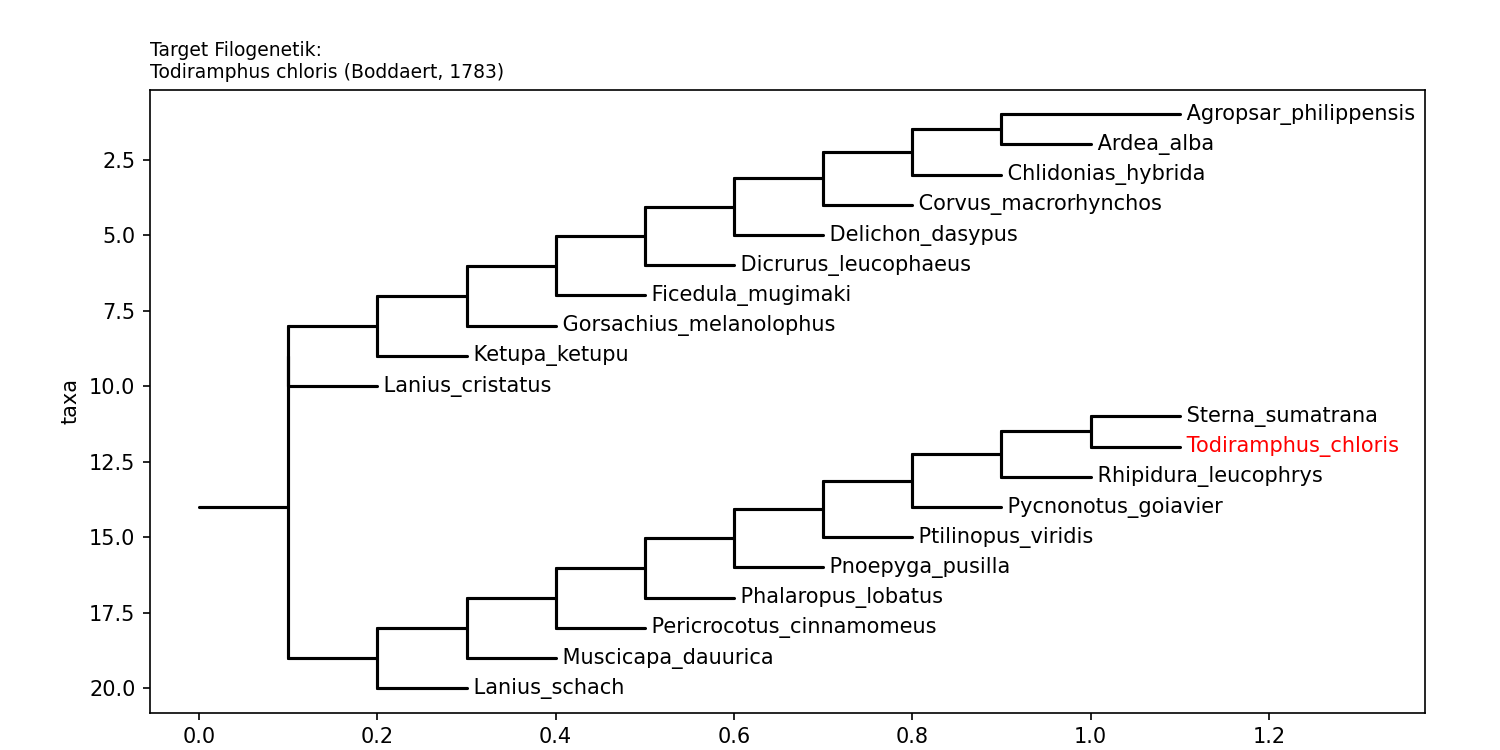 Target Filogenetik:
Todiramphus chloris (Boddaert, 1783)
Agropsar_philippensis
Ardea_alba
2.5
Chlidonias_hybrida
Corvus_macrorhynchos
5.0
Delichon_dasypus
Dicrurus_leucophaeus
Ficedula_mugimaki
7.5
Gorsachius_melanolophus
Ketupa_ketupu
taxa
10.0
Lanius_cristatus
Sterna_sumatrana
Todiramphus_chloris
12.5
Rhipidura_leucophrys
Pycnonotus_goiavier
15.0
Ptilinopus_viridis
Pnoepyga_pusilla
Phalaropus_lobatus
17.5
Pericrocotus_cinnamomeus
Muscicapa_dauurica
20.0
Lanius_schach
0.0 0.2 0.4 0.6 0.8 1.0 1.2